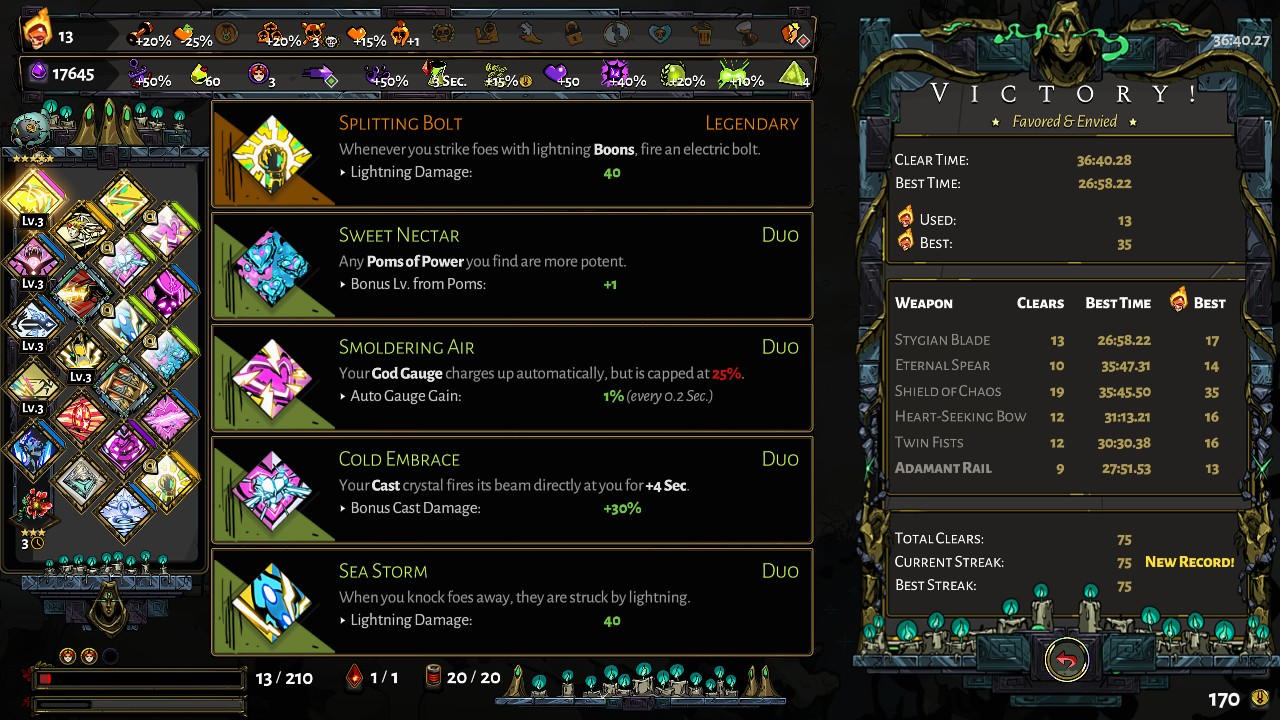 13
+20%
-25%
+20%
3
+15%
+1
36:40.27
17645
+50%
60
3
+50%
3 Sec.
+15%
+50
+40%
+20%
+10%
4
Lv.3
Lv.3
Lv.3
Lv.3
Lv.3
3
Splitting Bolt
Legendary
Whenever you strike foes with lightning Boons, fire an electric bolt.
Lightning Damage: 40
Sweet Nectar
Duo
Any Poms of Power you find are more potent.
Bonus Lv. from Poms: +1
Smoldering Air
Duo
Your God Gauge charges up automatically, but is capped at 25%.
Auto Gauge Gain: 1% (every 0.2 Sec.)
Cold Embrace
Duo
Your Cast crystal fires its beam directly at you for +4 Sec.
Bonus Cast Damage: +30%
Sea Storm
Duo
When you knock foes away, they are struck by lightning.
Lightning Damage: 40
13 / 210
1 / 1
20 / 20
Victory!
Favored & Envied
Clear Time: 36:40.28
Best Time: 26:58.22
Used: 13
Best: 35
Weapon Clears Best Time Best
Stygian Blade 13 26:58.22 17
Eternal Spear 10 35:47.31 14
Shield of Chaos 19 35:45.50 35
Heart-Seeking Bow 12 31:13.21 16
Twin Fists 12 30:30.38 16
Adamant Rail 9 27:51.53 13
Total Clears: 75
Current Streak: 75 New Record!
Best Streak: 75
170